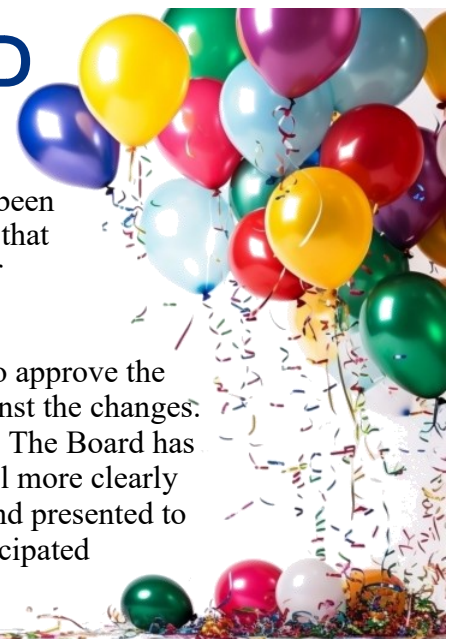 D
been
that
o approve the
nst the changes.
The Board has
l more clearly
nd presented to
cipated